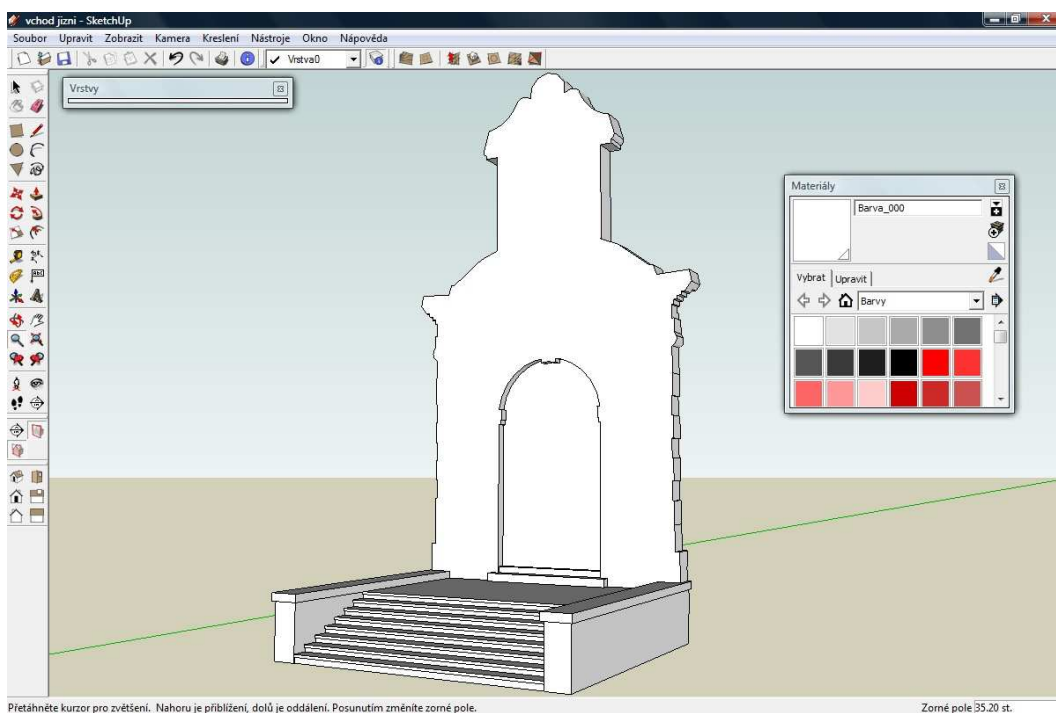 vchod jizni - SketchUp
Soubor Upravit Zobrazit Kamera Kreslení Nástroje Okno Nápověda
Vrstva0
Vrstvy
Materiály
Barva_000
Vybrat Upravit
Barvy
Přetáhněte kurzor pro zvětšení. Nahoru je přiblížení, dolů je oddálení. Posunutím změníte zorné pole.
Zorné pole 35.20 st.